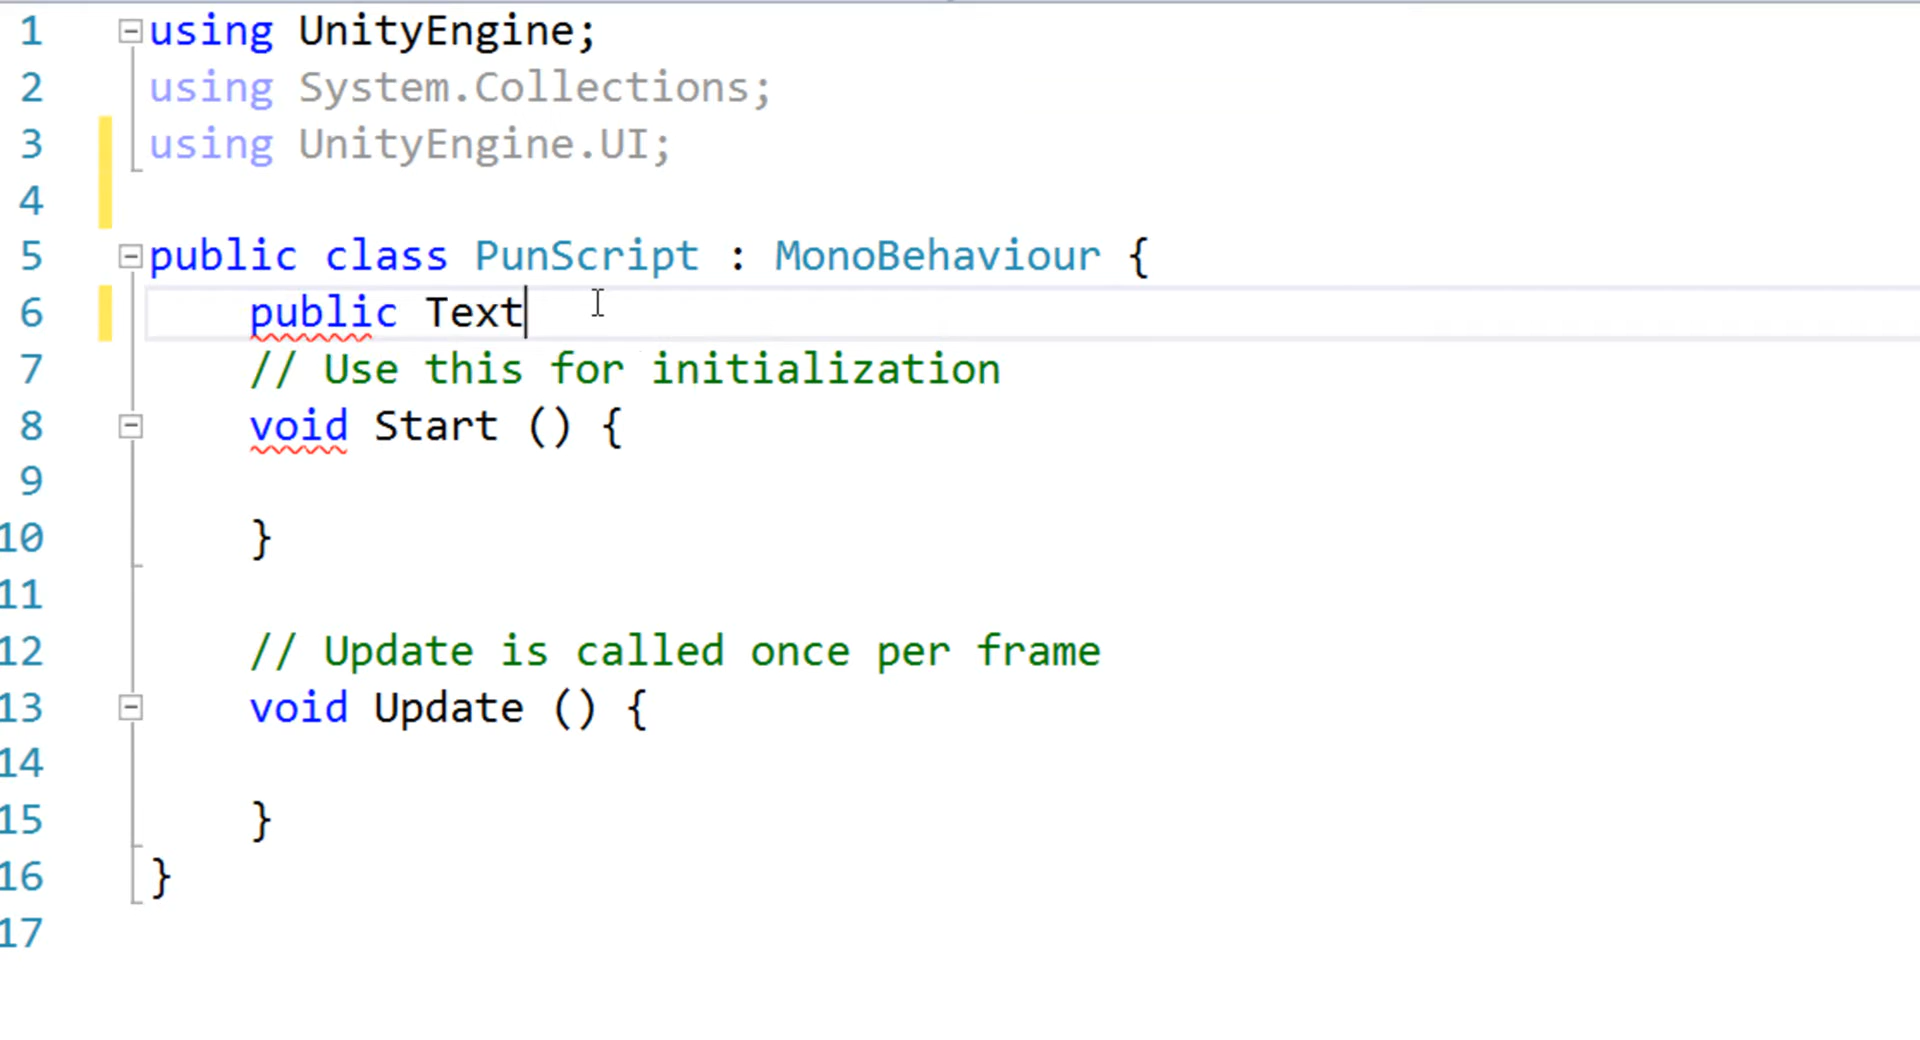 1 using UnityEngine;
2 using System.Collections;
3 using UnityEngine.UI;
4
5 public class PunScript : MonoBehaviour {
6     public Text
7     // Use this for initialization
8     void Start () {
9
10     }
11
12     // Update is called once per frame
13     void Update () {
14
15     }
16 }
17